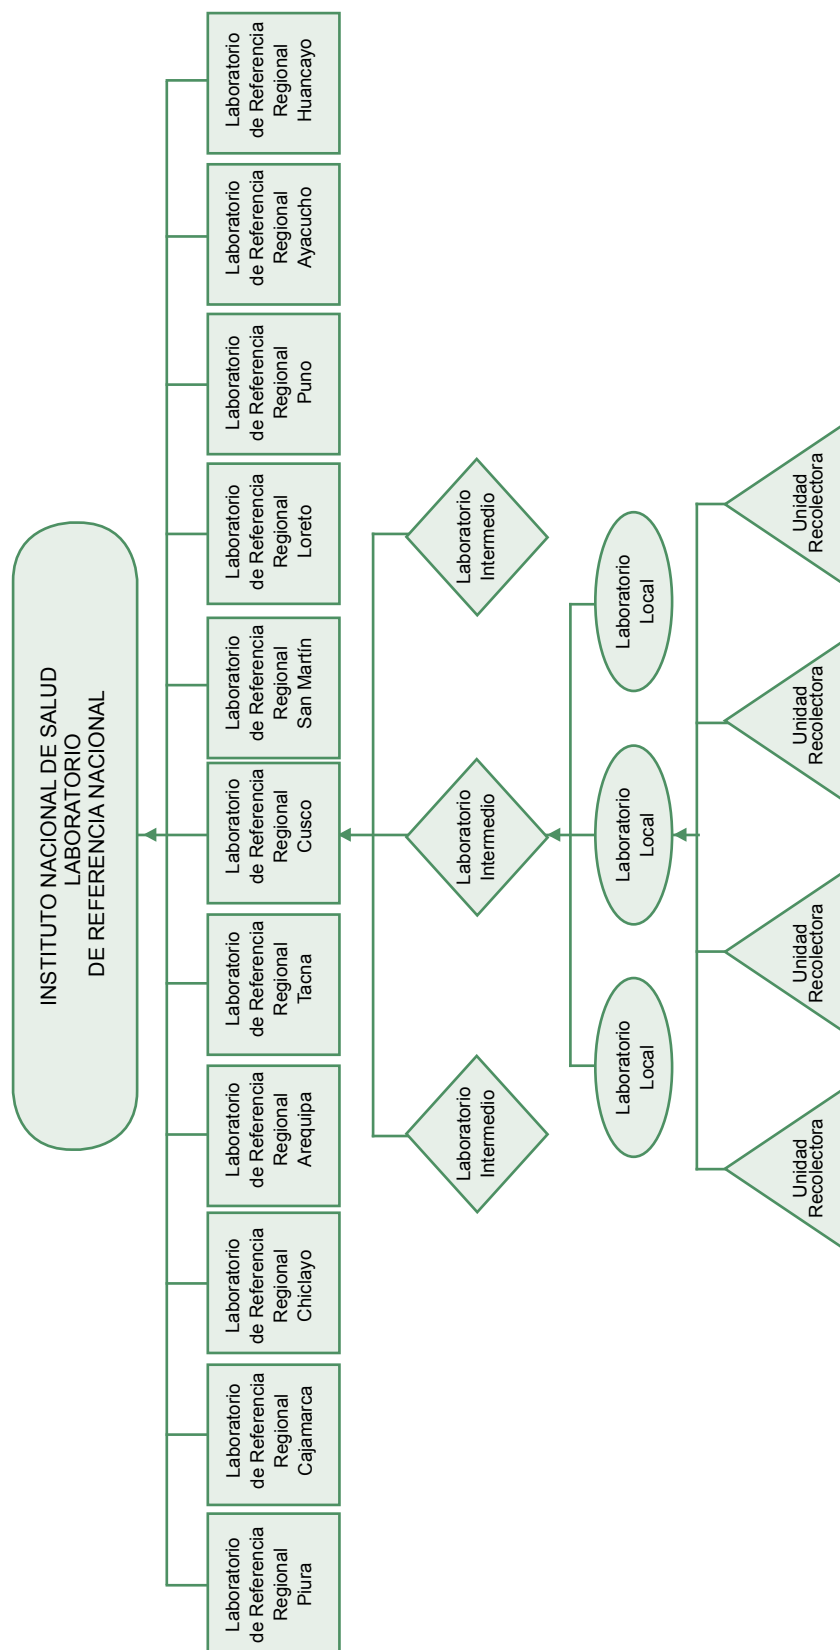 INSTITUTO NACIONAL DE SALUD
LABORATORIO
DE REFERENCIA NACIONAL
Laboratorio
de Referencia
Regional
Piura
Laboratorio
de Referencia
Regional
Cajamarca
Laboratorio
de Referencia
Regional
Chiclayo
Laboratorio
de Referencia
Regional
Arequipa
Laboratorio
de Referencia
Regional
Tacna
Laboratorio
de Referencia
Regional
Cusco
Laboratorio
de Referencia
Regional
San Martín
Laboratorio
de Referencia
Regional
Loreto
Laboratorio
de Referencia
Regional
Puno
Laboratorio
de Referencia
Regional
Ayacucho
Laboratorio
de Referencia
Regional
Huancayo
Laboratorio
Intermedio
Laboratorio
Intermedio
Laboratorio
Intermedio
Laboratorio
Local
Laboratorio
Local
Laboratorio
Local
Unidad
Recolectora
Unidad
Recolectora
Unidad
Recolectora
Unidad
Recolectora